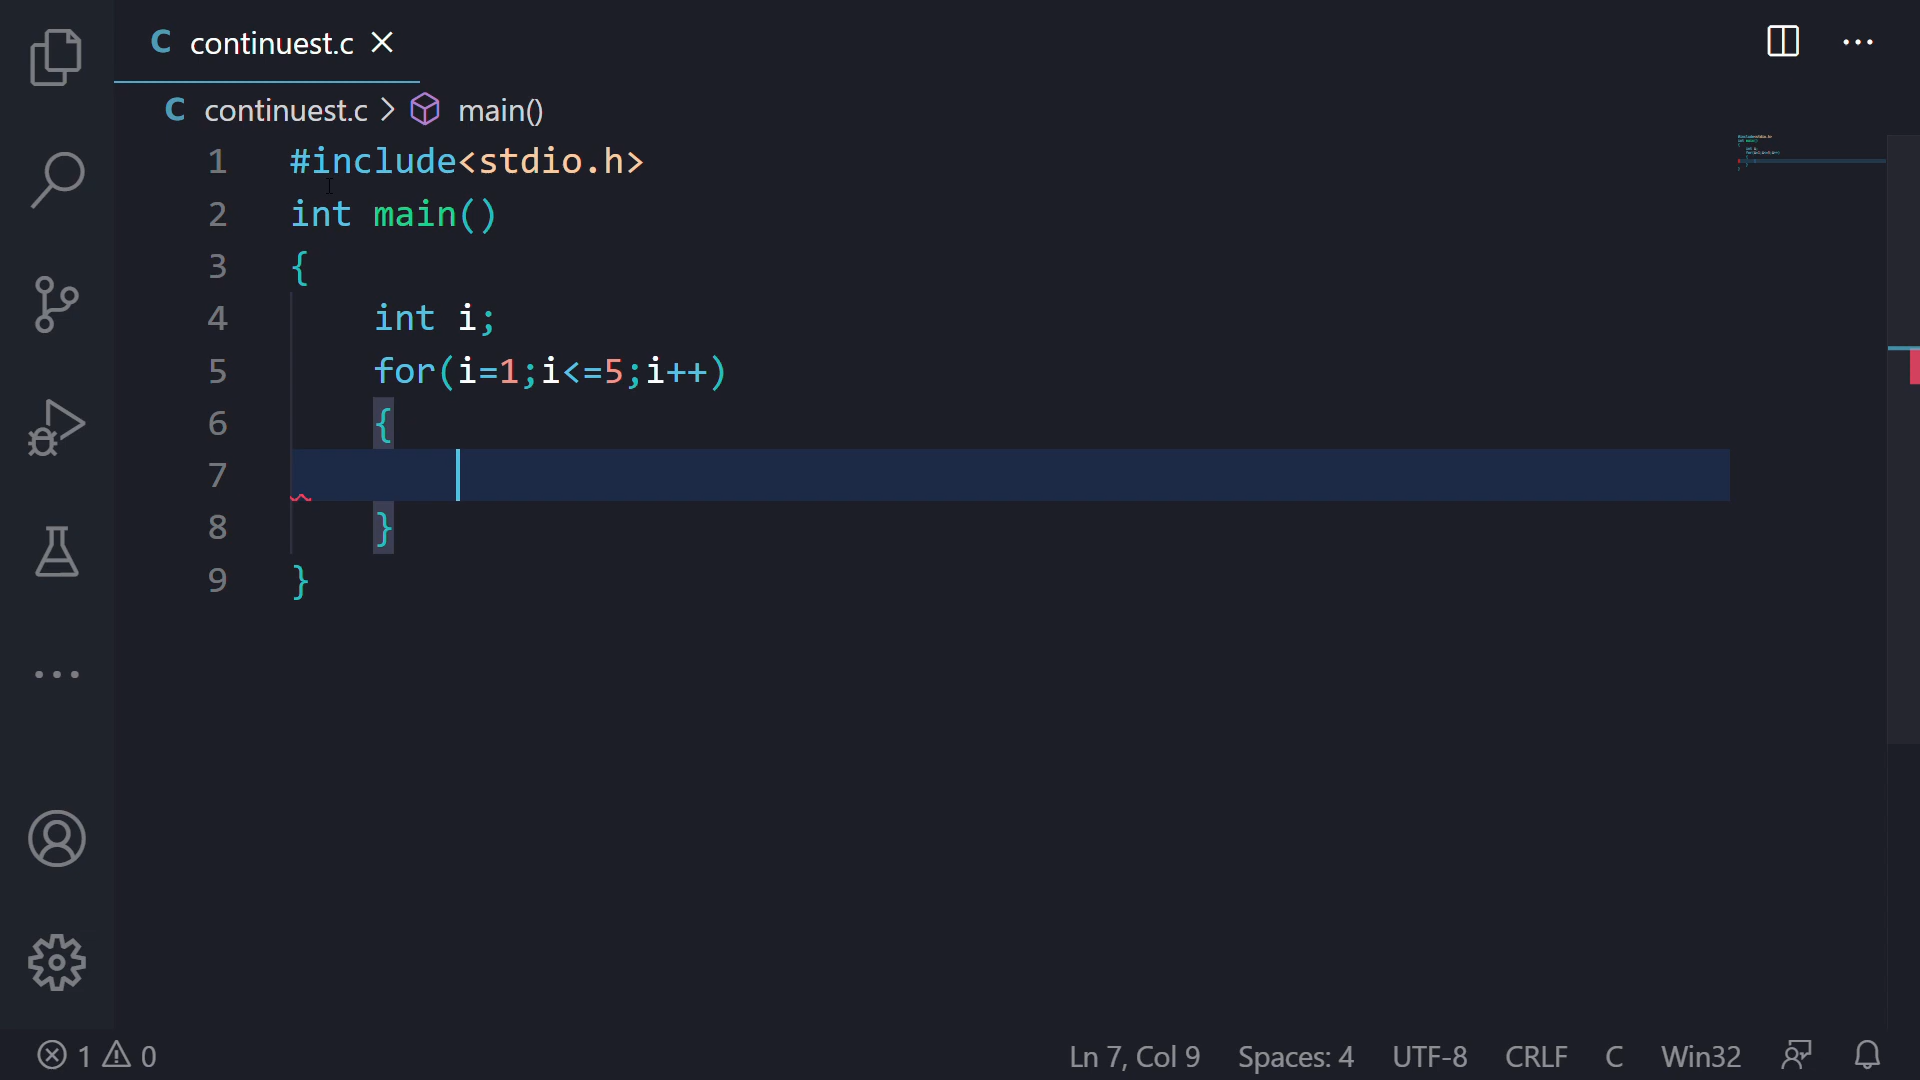 C continuest.c
C continuest.c > main()
1 #include<stdio.h>
2 int main()
3 {
4     int i;
5     for(i=1;i<=5;i++)
6     {
7
8     }
9 }
1 0 Ln 7, Col 9 Spaces: 4 UTF-8 CRLF C Win32